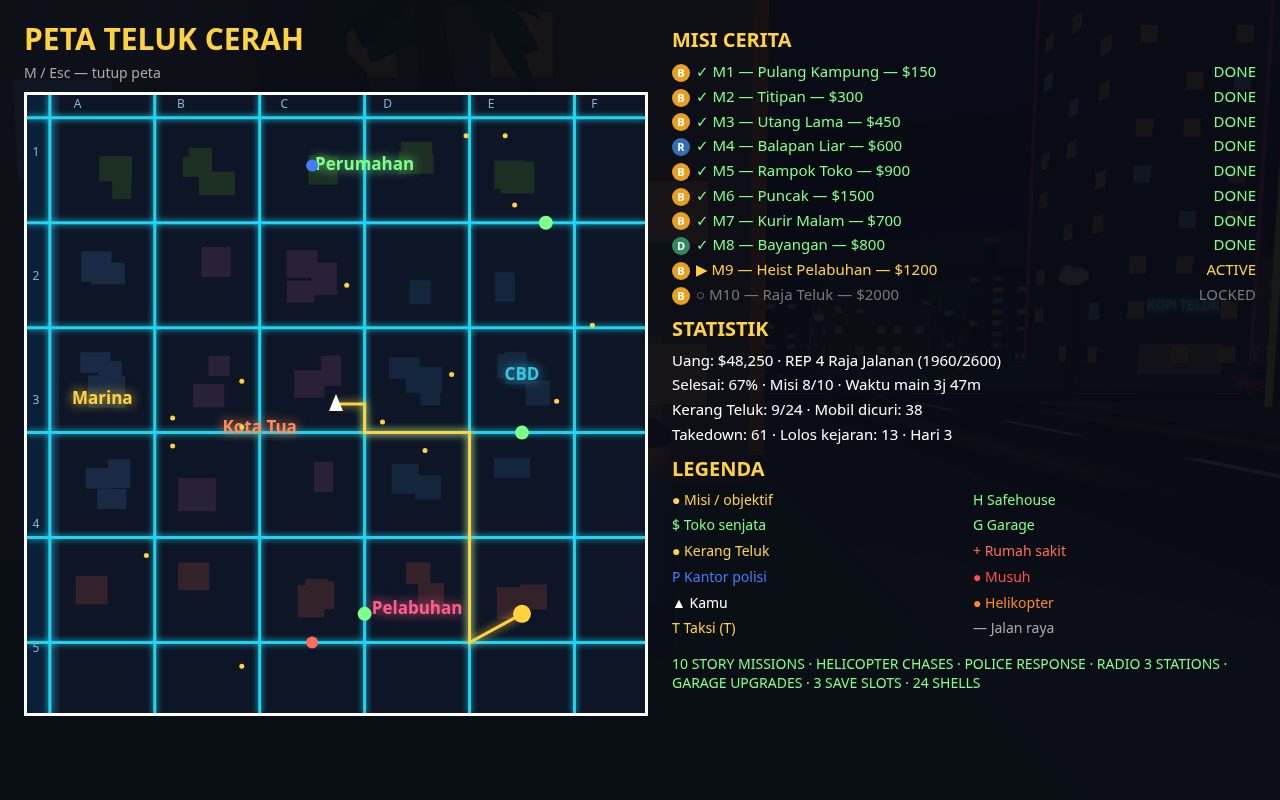 PETA TELUK CERAH
M / Esc — tutup peta
A B C D E F
1
Perumahan
2
3
CBD
Marina
Kota Tua
4
Pelabuhan
5
MISI CERITA
B ✓ M1 — Pulang Kampung — $150 DONE
B ✓ M2 — Titipan — $300 DONE
B ✓ M3 — Utang Lama — $450 DONE
R ✓ M4 — Balapan Liar — $600 DONE
B ✓ M5 — Rampok Toko — $900 DONE
B ✓ M6 — Puncak — $1500 DONE
B ✓ M7 — Kurir Malam — $700 DONE
D ✓ M8 — Bayangan — $800 DONE
B ▶ M9 — Heist Pelabuhan — $1200 ACTIVE
B ○ M10 — Raja Teluk — $2000 LOCKED
KOPI TELUK
STATISTIK
Uang: $48,250 · REP 4 Raja Jalanan (1960/2600)
Selesai: 67% · Misi 8/10 · Waktu main 3j 47m
Kerang Teluk: 9/24 · Mobil dicuri: 38
Takedown: 61 · Lolos kejaran: 13 · Hari 3
LEGENDA
● Misi / objektif H Safehouse
$ Toko senjata G Garage
● Kerang Teluk + Rumah sakit
P Kantor polisi ● Musuh
▲ Kamu ● Helikopter
T Taksi (T) — Jalan raya
10 STORY MISSIONS · HELICOPTER CHASES · POLICE RESPONSE · RADIO 3 STATIONS ·
GARAGE UPGRADES · 3 SAVE SLOTS · 24 SHELLS